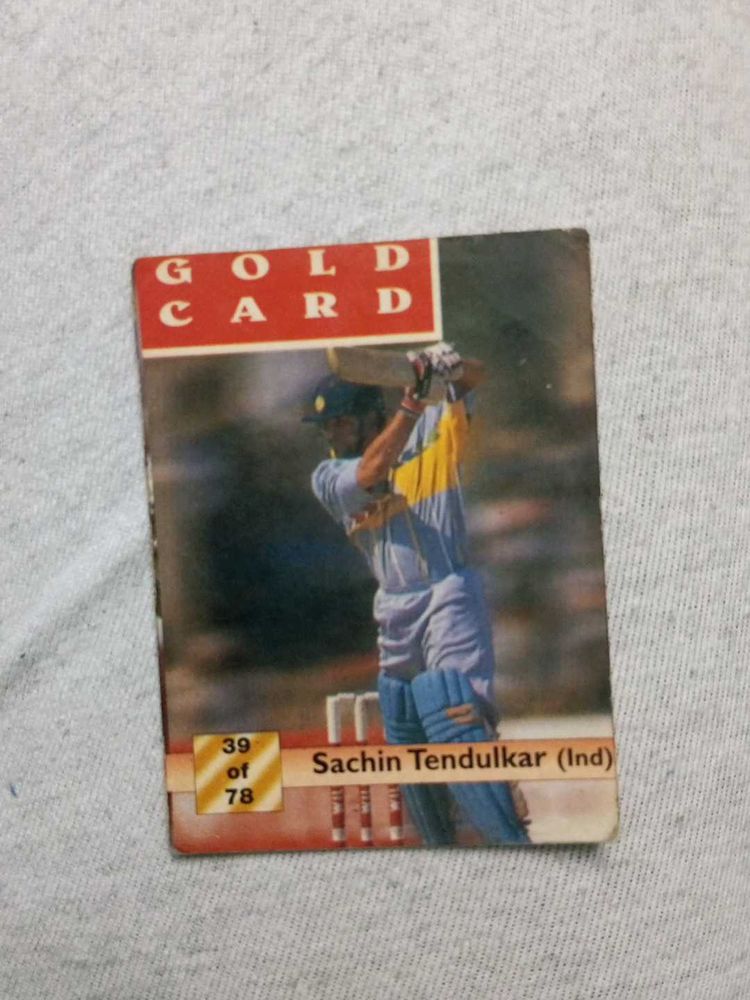 GOLD
CARD
39
of
78
Sachin Tendulkar (Ind)